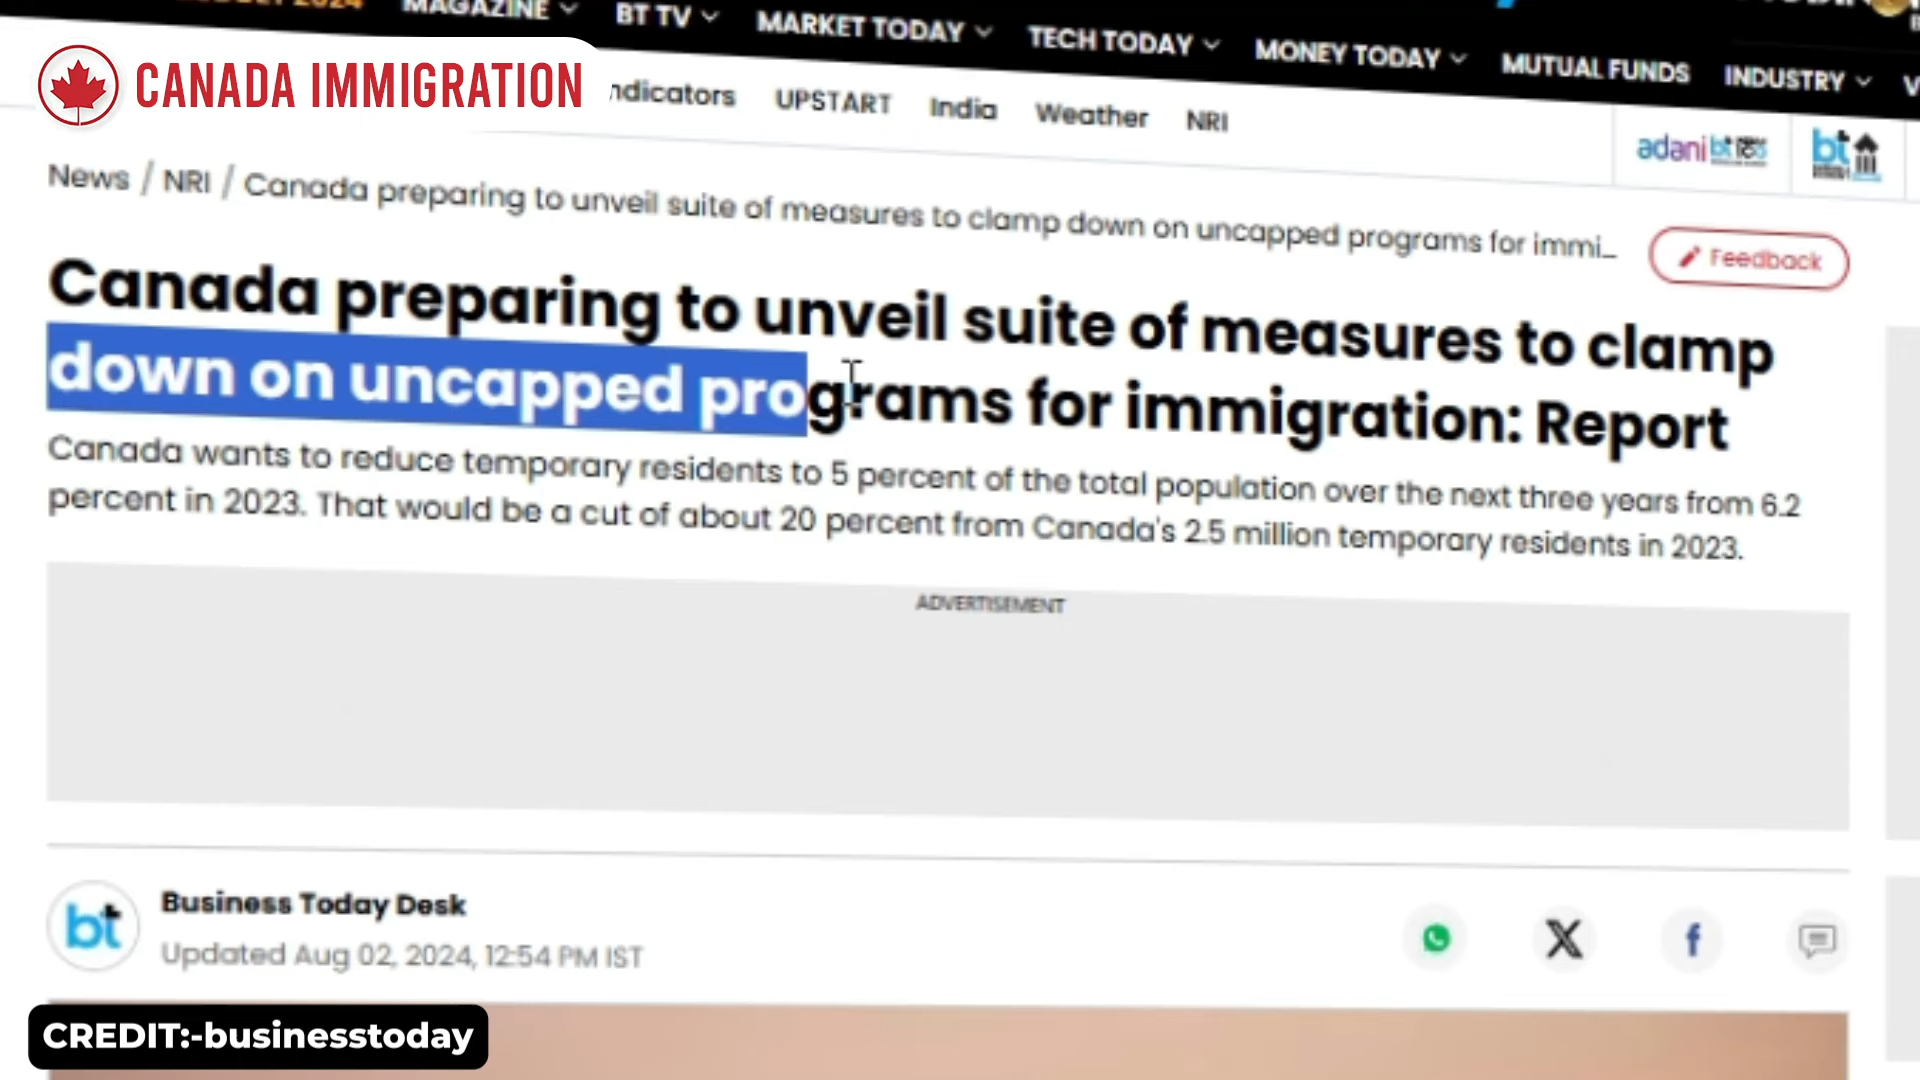 MAGAZINE
BT TV
MARKET TODAY
TECH TODAY
MONEY TODAY
MUTUAL FUNDS
INDUSTRY
CANADA IMMIGRATION
ndicators
UPSTART
India
Weather
NRI
adani bt
bt
News / NRI / Canada preparing to unveil suite of measures to clamp down on uncapped programs for immi...
Feedback
Canada preparing to unveil suite of measures to clamp
down on uncapped programs for immigration: Report
Canada wants to reduce temporary residents to 5 percent of the total population over the next three years from 6.2
percent in 2023. That would be a cut of about 20 percent from Canada's 2.5 million temporary residents in 2023.
ADVERTISEMENT
bt
Business Today Desk
Updated Aug 02, 2024, 12:54 PM IST
CREDIT:-businesstoday